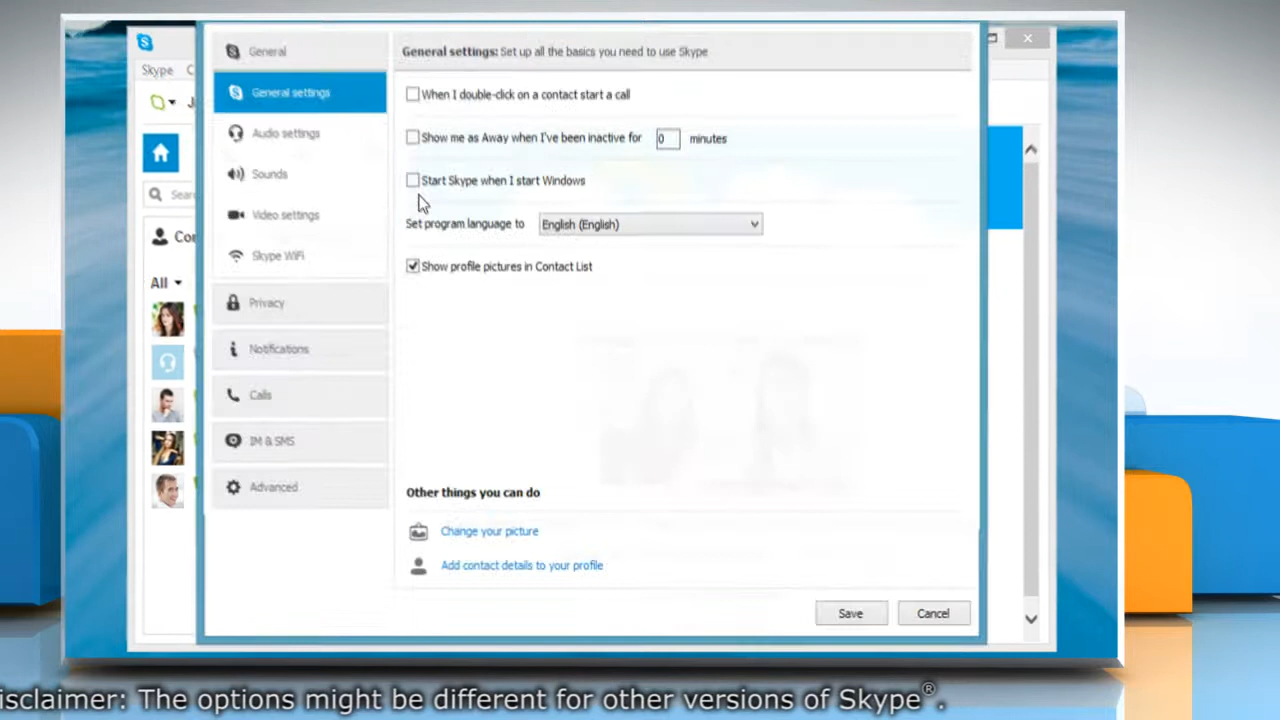 Skype
General
General settings: Set up all the basics you need to use Skype
General settings
When I double-click on a contact start a call
Audio settings
Show me as Away when I've been inactive for 0 minutes
Sounds
Start Skype when I start Windows
Video settings
Set program language to English (English)
Skype WiFi
Show profile pictures in Contact List
All
Privacy
Notifications
Calls
IM & SMS
Advanced
Other things you can do
Change your picture
Add contact details to your profile
Save
Cancel
isclaimer: The options might be different for other versions of Skype®.